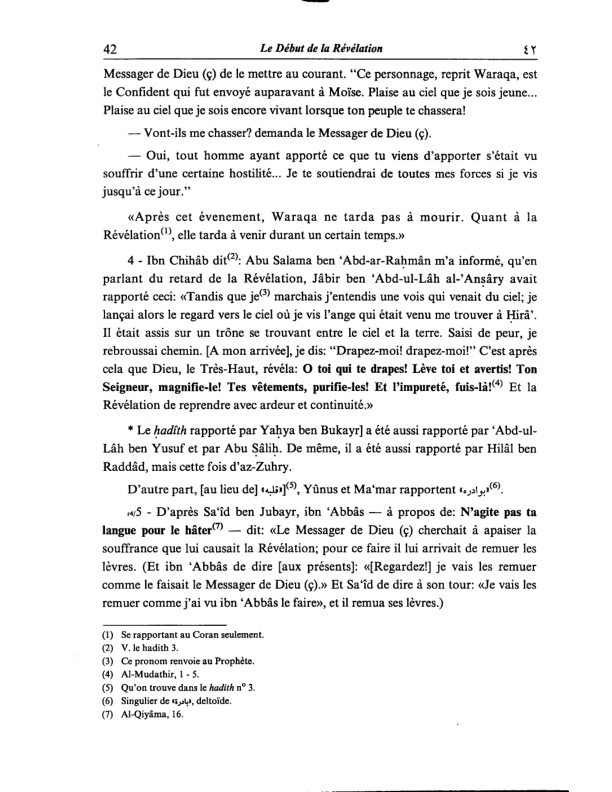 42 Le Début de la Révélation ٤٢
Messager de Dieu (ç) de le mettre au courant. “Ce personnage, reprit Waraqa, est
le Confident qui fut envoyé auparavant à Moïse. Plaise au ciel que je sois jeune...
Plaise au ciel que je sois encore vivant lorsque ton peuple te chassera!
— Vont-ils me chasser? demanda le Messager de Dieu (ç).
— Oui, tout homme ayant apporté ce que tu viens d’apporter s’était vu
souffrir d’une certaine hostilité... Je te soutiendrai de toutes mes forces si je vis
jusqu’à ce jour.”
«Après cet évenement, Waraqa ne tarda pas à mourir. Quant à la
Révélation(1), elle tarda à venir durant un certain temps.»
4 - Ibn Chihâb dit(2): Abu Salama ben ‘Abd-ar-Raḥmân m’a informé, qu’en
parlant du retard de la Révélation, Jâbir ben ‘Abd-ul-Lâh al-’Anṣâry avait
rapporté ceci: «Tandis que je(3) marchais j’entendis une vois qui venait du ciel; je
lançai alors le regard vers le ciel où je vis l’ange qui était venu me trouver à Ḥirâ’.
Il était assis sur un trône se trouvant entre le ciel et la terre. Saisi de peur, je
rebroussai chemin. [A mon arrivée], je dis: “Drapez-moi! drapez-moi!” C’est après
cela que Dieu, le Très-Haut, révéla: O toi qui te drapes! Lève toi et avertis! Ton
Seigneur, magnifie-le! Tes vêtements, purifie-les! Et l’impureté, fuis-là!(4) Et la
Révélation de reprendre avec ardeur et continuité.»
* Le ḥadîth rapporté par Yaḥya ben Bukayr] a été aussi rapporté par ‘Abd-ul-
Lâh ben Yusuf et par Abu Ṣâliḥ. De même, il a été aussi rapporté par Hilâl ben
Raddâd, mais cette fois d’az-Zuhry.
D’autre part, [au lieu de] «قلبه»](5), Yûnus et Ma‘mar rapportent «بوادره»(6).
5 - D’après Sa‘îd ben Jubayr, ibn ‘Abbâs — à propos de: N’agite pas ta
langue pour le hâter(7) — dit: «Le Messager de Dieu (ç) cherchait à apaiser la
souffrance que lui causait la Révélation; pour ce faire il lui arrivait de remuer les
lèvres. (Et ibn ‘Abbâs de dire [aux présents]: «[Regardez!] je vais les remuer
comme le faisait le Messager de Dieu (ç).» Et Sa‘îd de dire à son tour: «Je vais les
remuer comme j’ai vu ibn ‘Abbâs le faire», et il remua ses lèvres.)
(1) Se rapportant au Coran seulement.
(2) V. le hadith 3.
(3) Ce pronom renvoie au Prophète.
(4) Al-Mudathir, 1 - 5.
(5) Qu’on trouve dans le hadith nº 3.
(6) Singulier de «بادرة», deltoïde.
(7) Al-Qiyâma, 16.